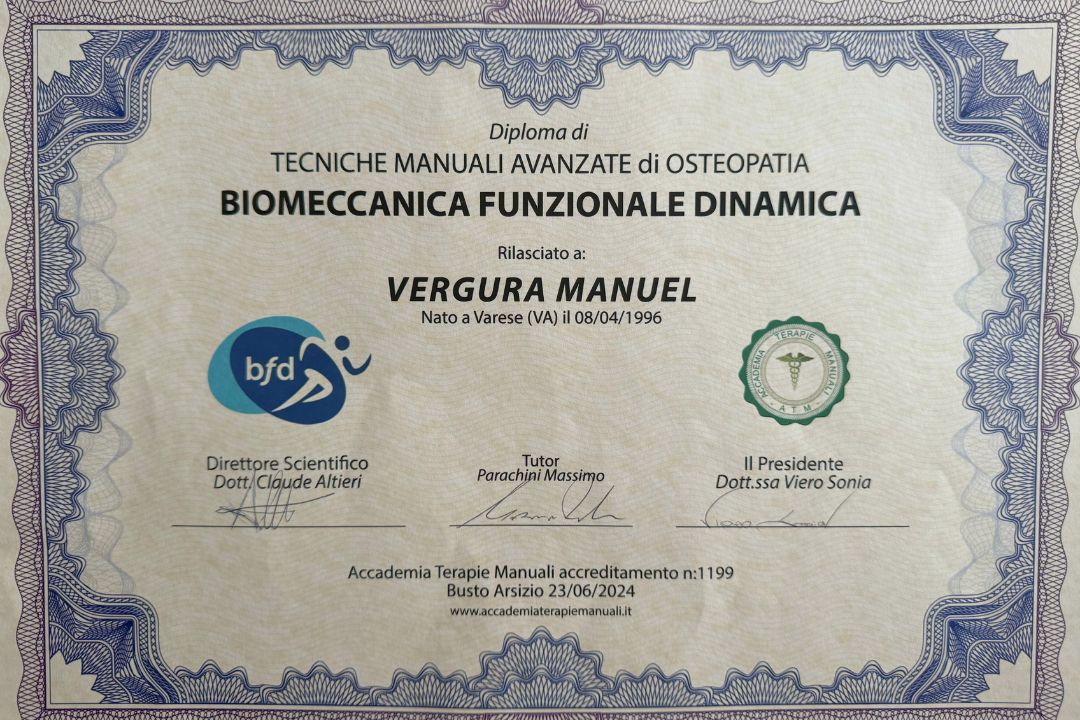 Diploma di
TECNICHE MANUALI AVANZATE di OSTEOPATIA
BIOMECCANICA FUNZIONALE DINAMICA
Rilasciato a:
VERGURA MANUEL
Nato a Varese (VA) il 08/04/1996
bfd
ACCADEMIA TERAPIE MANUALI
- A T M -
Direttore Scientifico
Dott. Claude Altieri
Tutor
Parachini Massimo
Il Presidente
Dott.ssa Viero Sonia
Accademia Terapie Manuali accreditamento n:1199
Busto Arsizio 23/06/2024
www.accademiaterapiemanuali.it